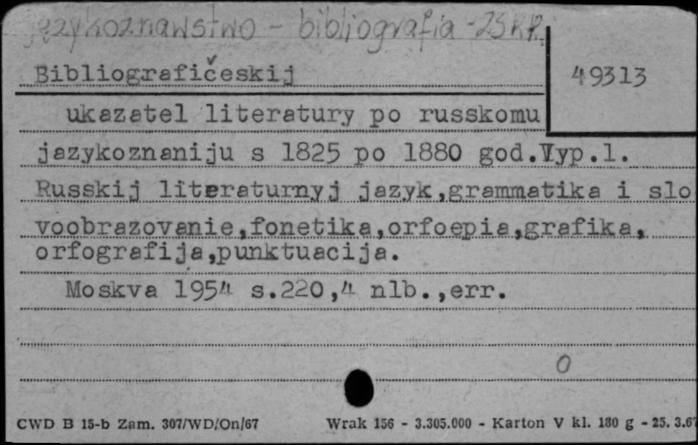 językoznawstwo - bibliografia - ZSRR.
Bibliografičeskij
49313
ukazatel literatury po russkomu
jazykoznaniju s 1825 po 1880 god.Vyp.1.
Russkij literaturnyj jazyk,grammatika i slo
voobrazovanie,fonetika,orfoepia,grafika,
orfografija,punktuacija.
Moskva 1954 s.220,4 nlb.,err.
0
CWD B 15-b Zam. 307/WD/On/67 Wrak 156 - 3.305.000 - Karton V kl. 180 g - 25. 3.67